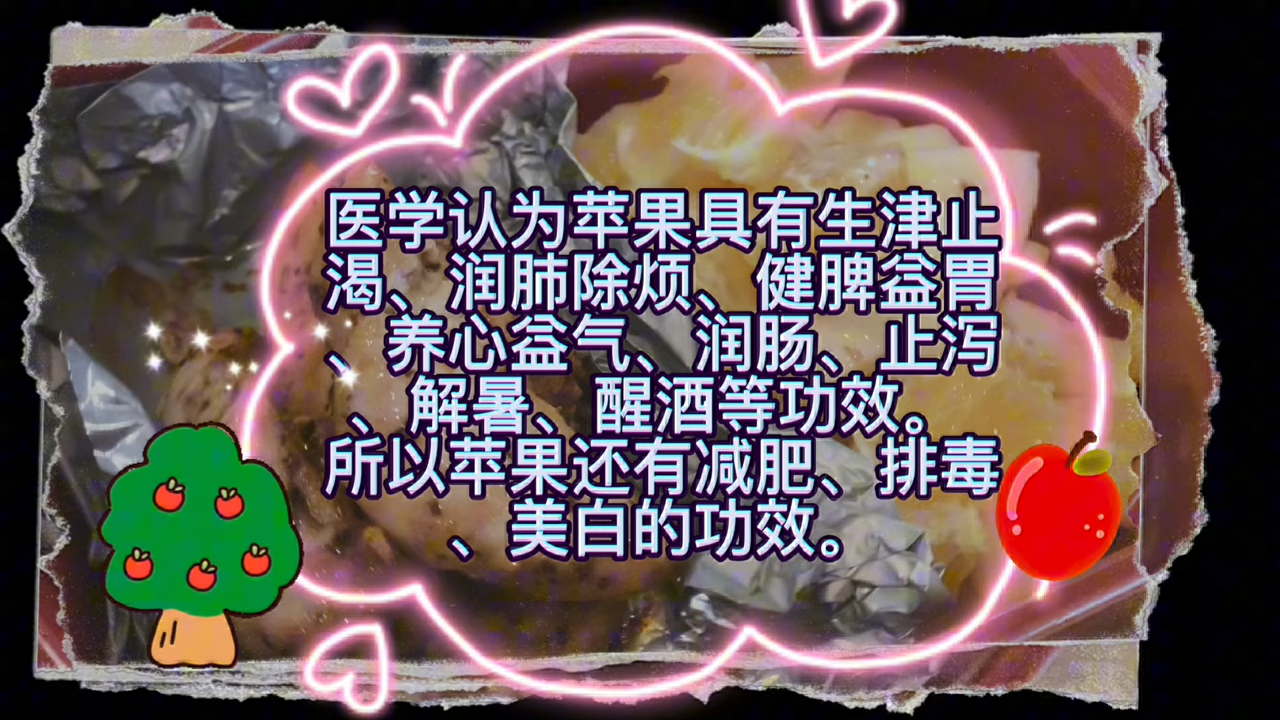 医学认为苹果具有生津止
渴、润肺除烦、健脾益胃
、养心益气、润肠、止泻
、解暑、醒酒等功效。
所以苹果还有减肥、排毒
、美白的功效。